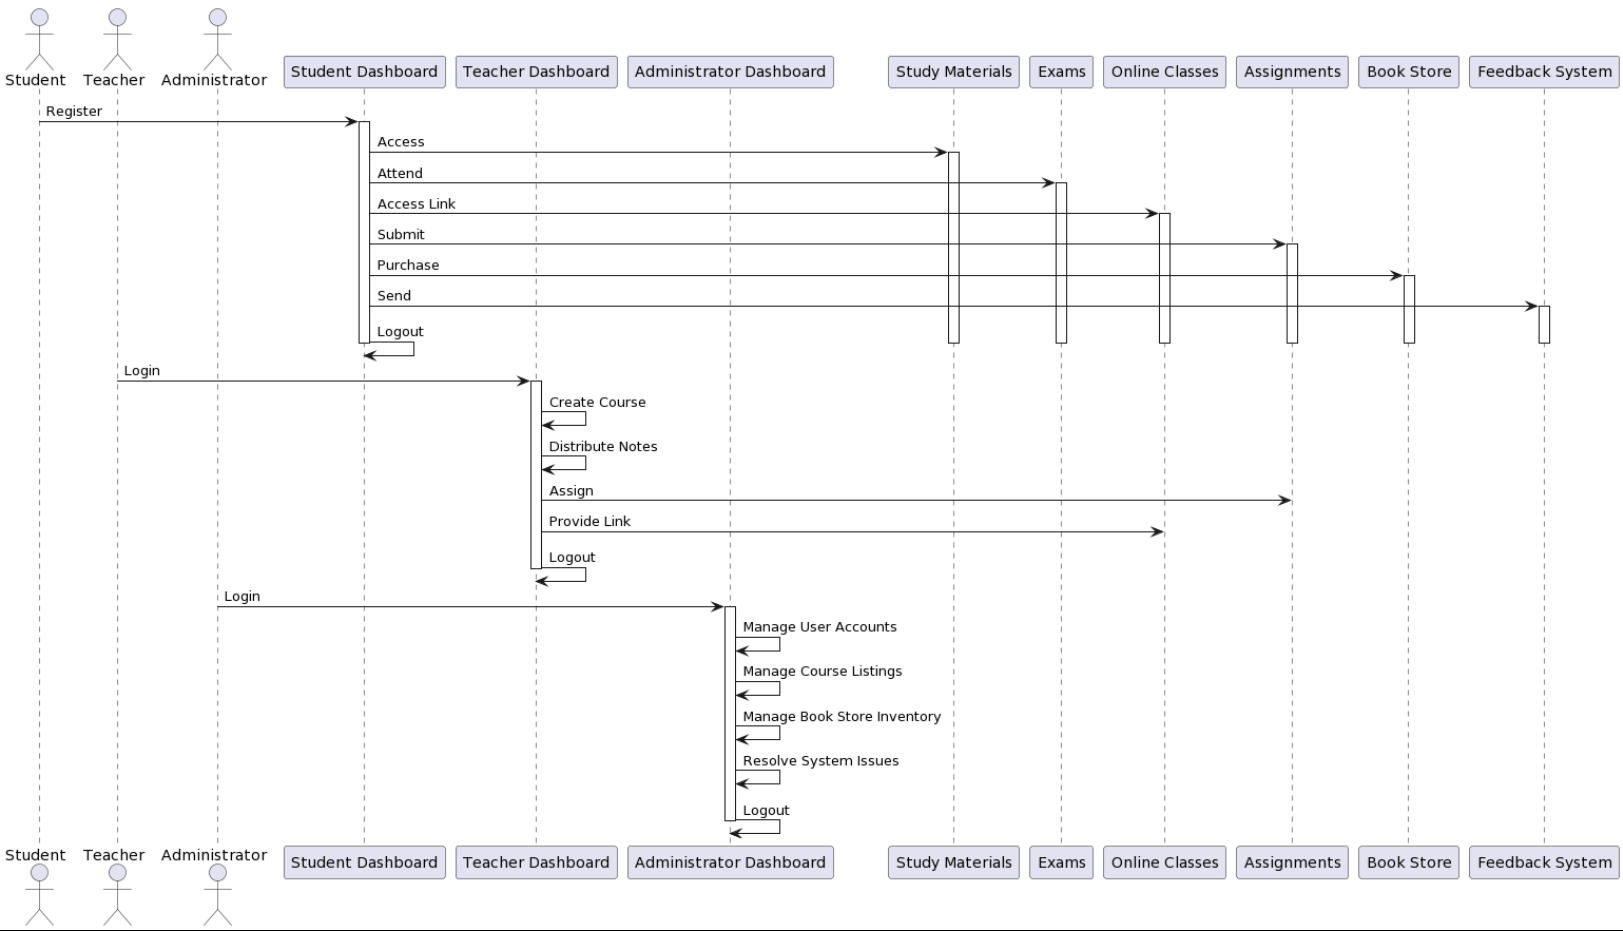 Student Teacher Administrator
Student Dashboard Teacher Dashboard Administrator Dashboard Study Materials Exams Online Classes Assignments Book Store Feedback System
Register
Access
Attend
Access Link
Submit
Purchase
Send
Logout
Login
Create Course
Distribute Notes
Assign
Provide Link
Logout
Login
Manage User Accounts
Manage Course Listings
Manage Book Store Inventory
Resolve System Issues
Logout
Student Teacher Administrator
Student Dashboard Teacher Dashboard Administrator Dashboard Study Materials Exams Online Classes Assignments Book Store Feedback System